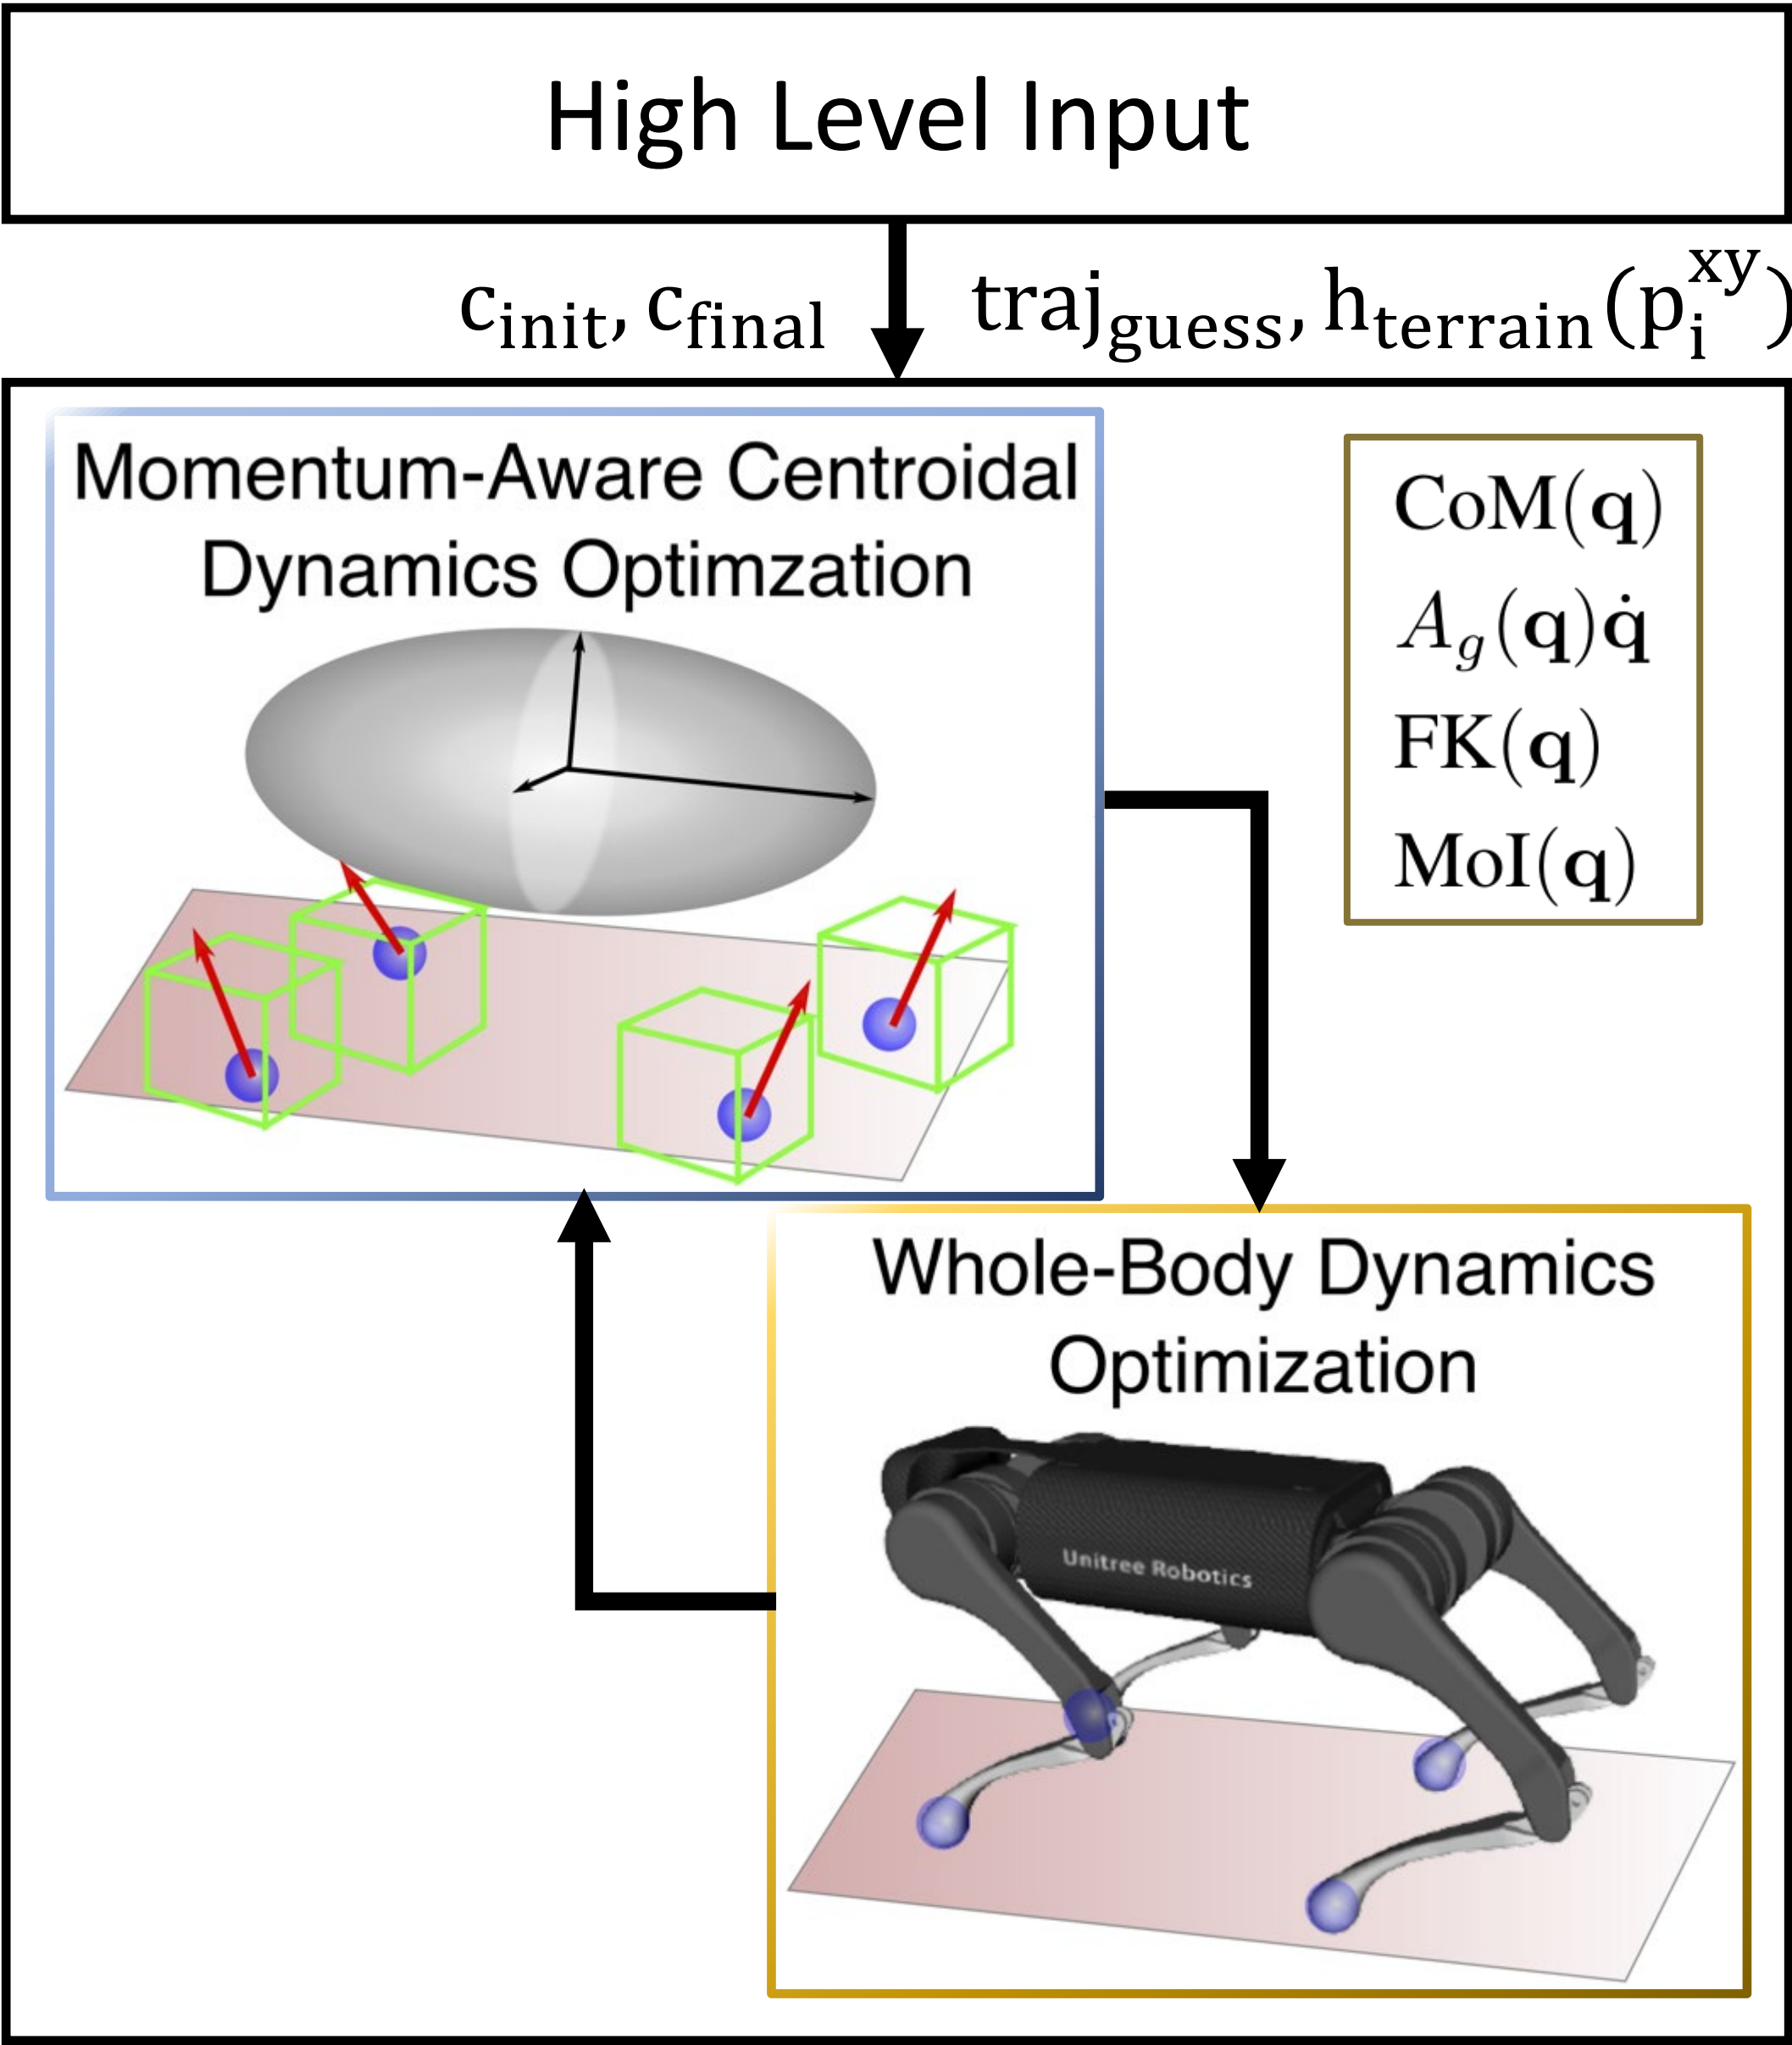 High Level Input
c_init, c_final
traj_guess, h_terrain(p_i^xy)
Momentum-Aware Centroidal
Dynamics Optimzation
CoM(q)
A_g(q)q̇
FK(q)
MoI(q)
Whole-Body Dynamics
Optimization
Unitree Robotics